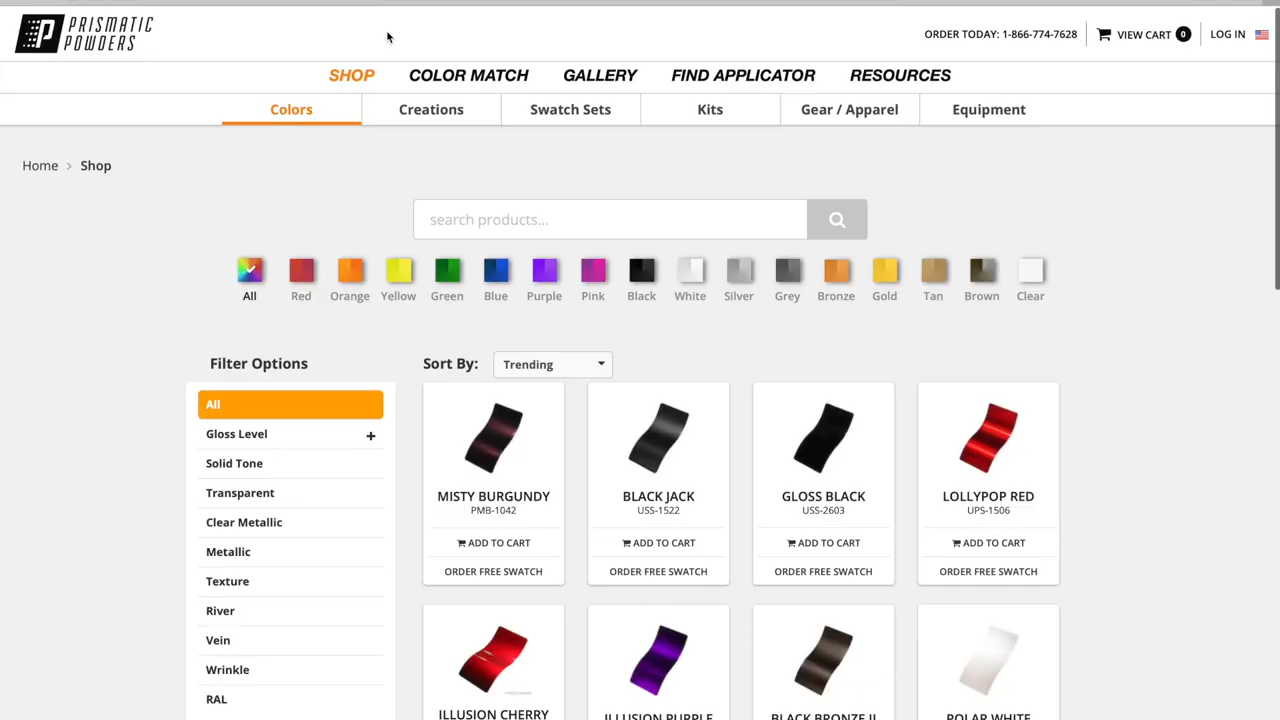 PRISMATIC
POWDERS
ORDER TODAY: 1-866-774-7628
VIEW CART 0
LOG IN
SHOP
COLOR MATCH
GALLERY
FIND APPLICATOR
RESOURCES
Colors
Creations
Swatch Sets
Kits
Gear / Apparel
Equipment
Home > Shop
search products...
All
Red
Orange
Yellow
Green
Blue
Purple
Pink
Black
White
Silver
Grey
Bronze
Gold
Tan
Brown
Clear
Filter Options
All
Gloss Level +
Solid Tone
Transparent
Clear Metallic
Metallic
Texture
River
Vein
Wrinkle
RAL
Sort By: Trending
MISTY BURGUNDY
PMB-1042
ADD TO CART
ORDER FREE SWATCH
BLACK JACK
USS-1522
ADD TO CART
ORDER FREE SWATCH
GLOSS BLACK
USS-2603
ADD TO CART
ORDER FREE SWATCH
LOLLYPOP RED
UPS-1506
ADD TO CART
ORDER FREE SWATCH
ILLUSION CHERRY
ILLUSION PURPLE
BLACK BRONZE II
POLAR WHITE